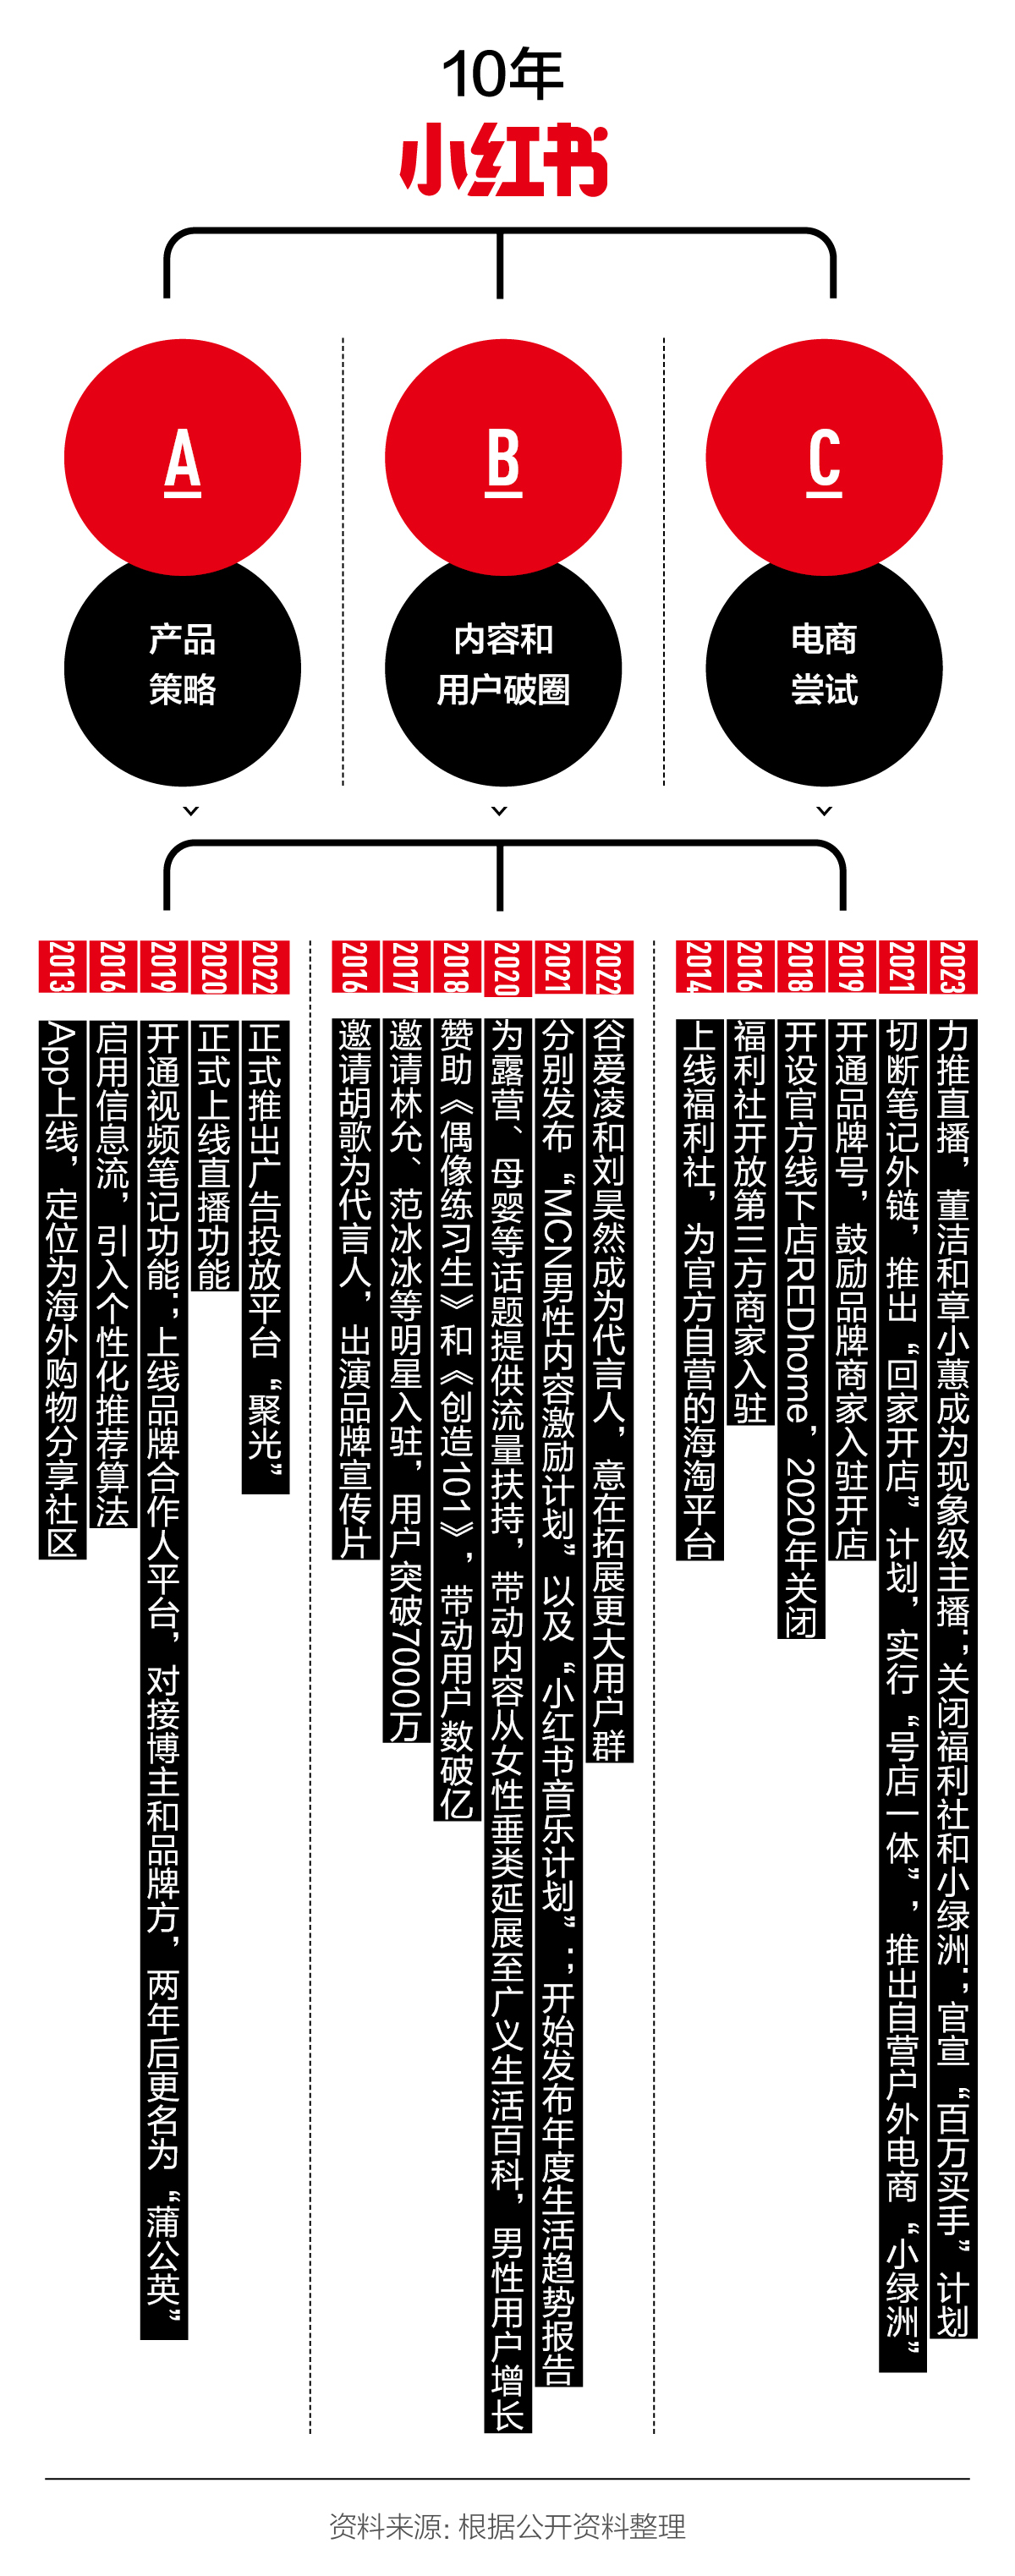 10年
小红书
A
产品
策略
B
内容和
用户破圈
C
电商
尝试
2013
App上线，定位为海外购物分享社区
2016
启用信息流，引入个性化推荐算法
2019
开通视频笔记功能；上线品牌合作人平台，对接博主和品牌方，两年后更名为“蒲公英”
2020
正式上线直播功能
2022
正式推出广告投放平台“聚光”
2016
邀请胡歌为代言人，出演品牌宣传片
2017
邀请林允、范冰冰等明星入驻，用户突破7000万
2018
赞助《偶像练习生》和《创造101》，带动用户数破亿
2020
为露营、母婴等话题提供流量扶持，带动内容从女性垂类延展至广义生活百科，男性用户增长
2021
分别发布“MCN男性内容激励计划”以及“小红书音乐计划”；开始发布年度生活趋势报告
2022
谷爱凌和刘昊然成为代言人，意在拓展更大用户群
2014
上线福利社，为官方自营的海淘平台
2016
福利社开放第三方商家入驻
2018
开设官方线下店REDhome，2020年关闭
2019
开通品牌号，鼓励品牌商家入驻开店
2021
切断笔记外链，推出“回家开店”计划，实行“号店一体”，推出自营户外电商“小绿洲”
2023
力推直播，董洁和章小蕙成为现象级主播；关闭福利社和小绿洲；官宣“百万买手”计划
资料来源：根据公开资料整理